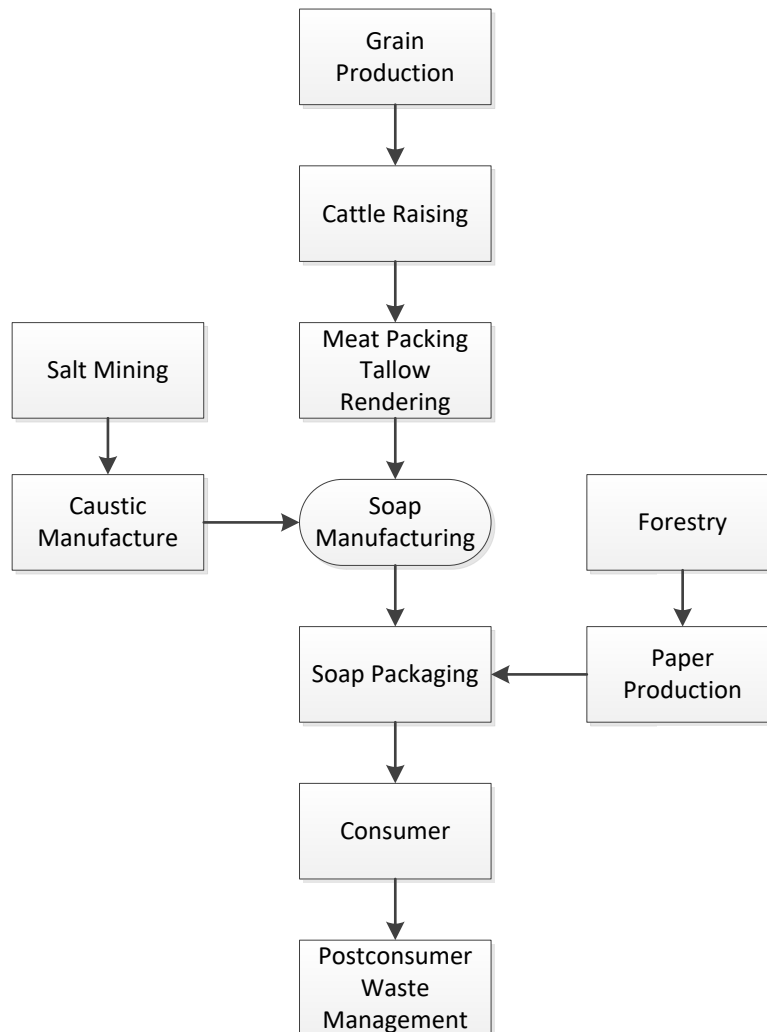 Grain
Production
Cattle Raising
Meat Packing
Tallow
Rendering
Salt Mining
Caustic
Manufacture
Soap
Manufacturing
Forestry
Soap Packaging
Paper
Production
Consumer
Postconsumer
Waste
Management